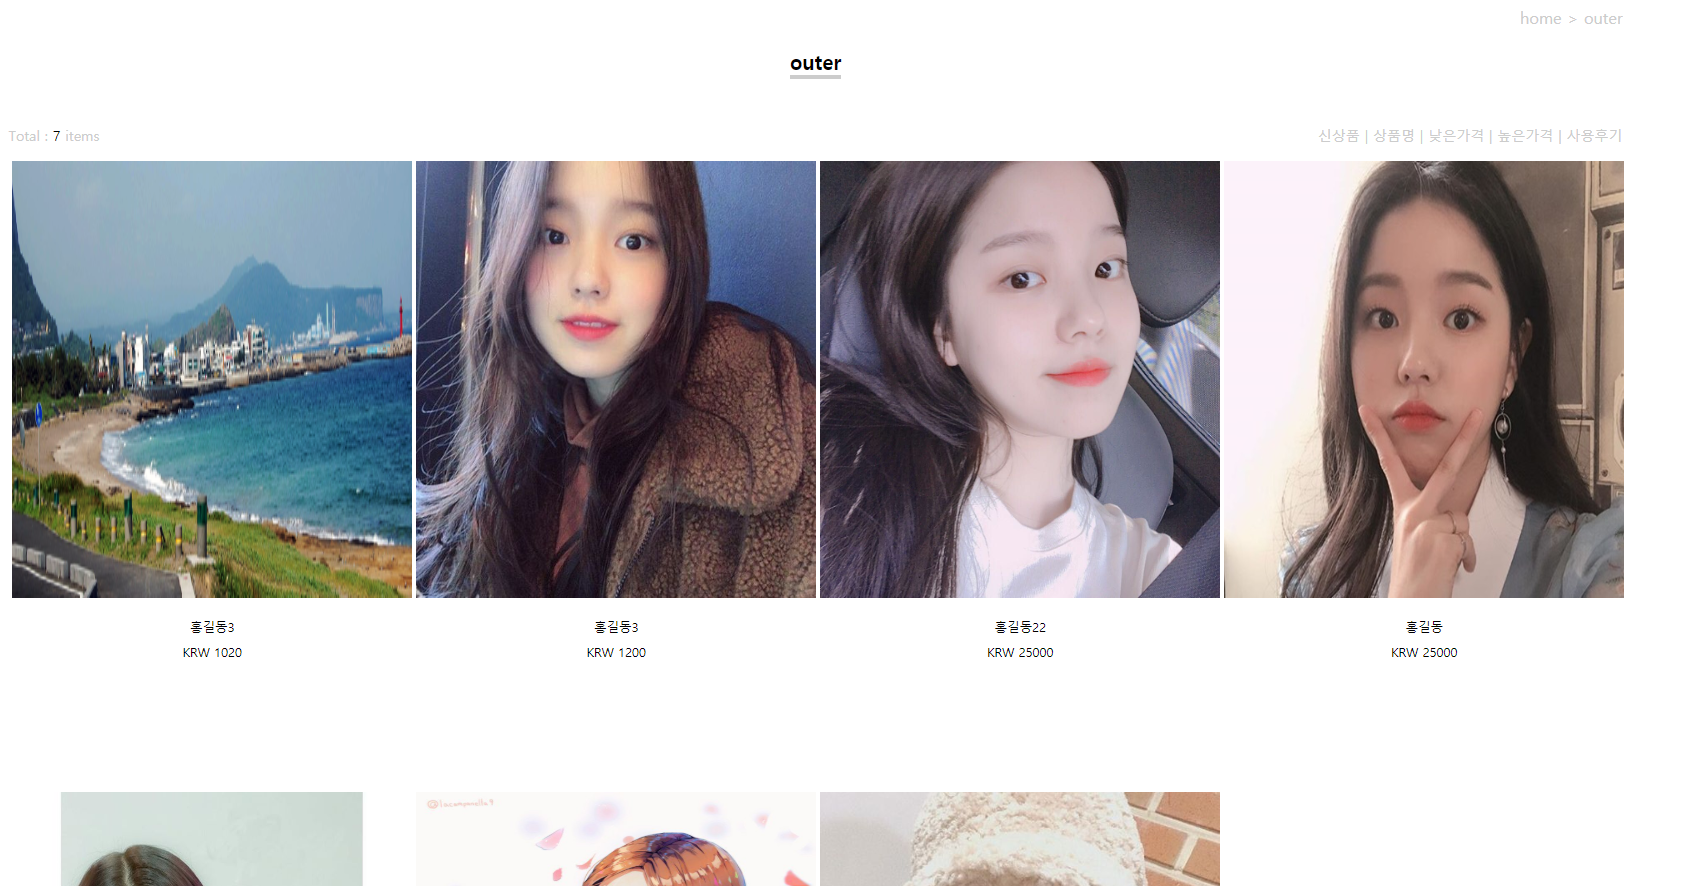 home > outer
outer
Total : 7 items
신상품 | 상품명 | 낮은가격 | 높은가격 | 사용후기
홍길동3
KRW 1020
홍길동3
KRW 1200
홍길동22
KRW 25000
홍길동
KRW 25000